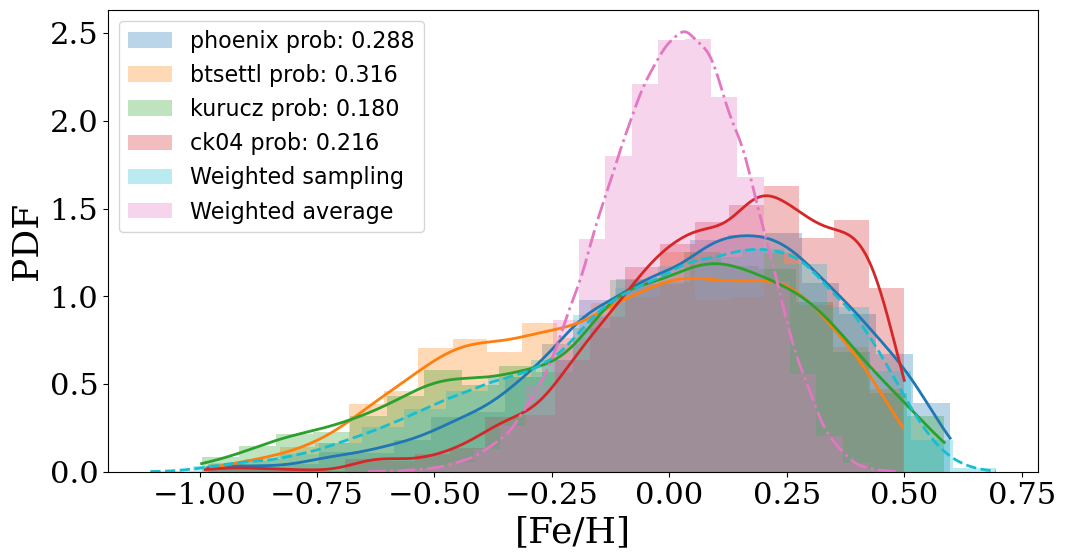 phoenix prob: 0.288
btsettl prob: 0.316
kurucz prob: 0.180
ck04 prob: 0.216
Weighted sampling
Weighted average
PDF
2.5
2.0
1.5
1.0
0.5
0.0
−1.00 −0.75 −0.50 −0.25 0.00 0.25 0.50 0.75
[Fe/H]